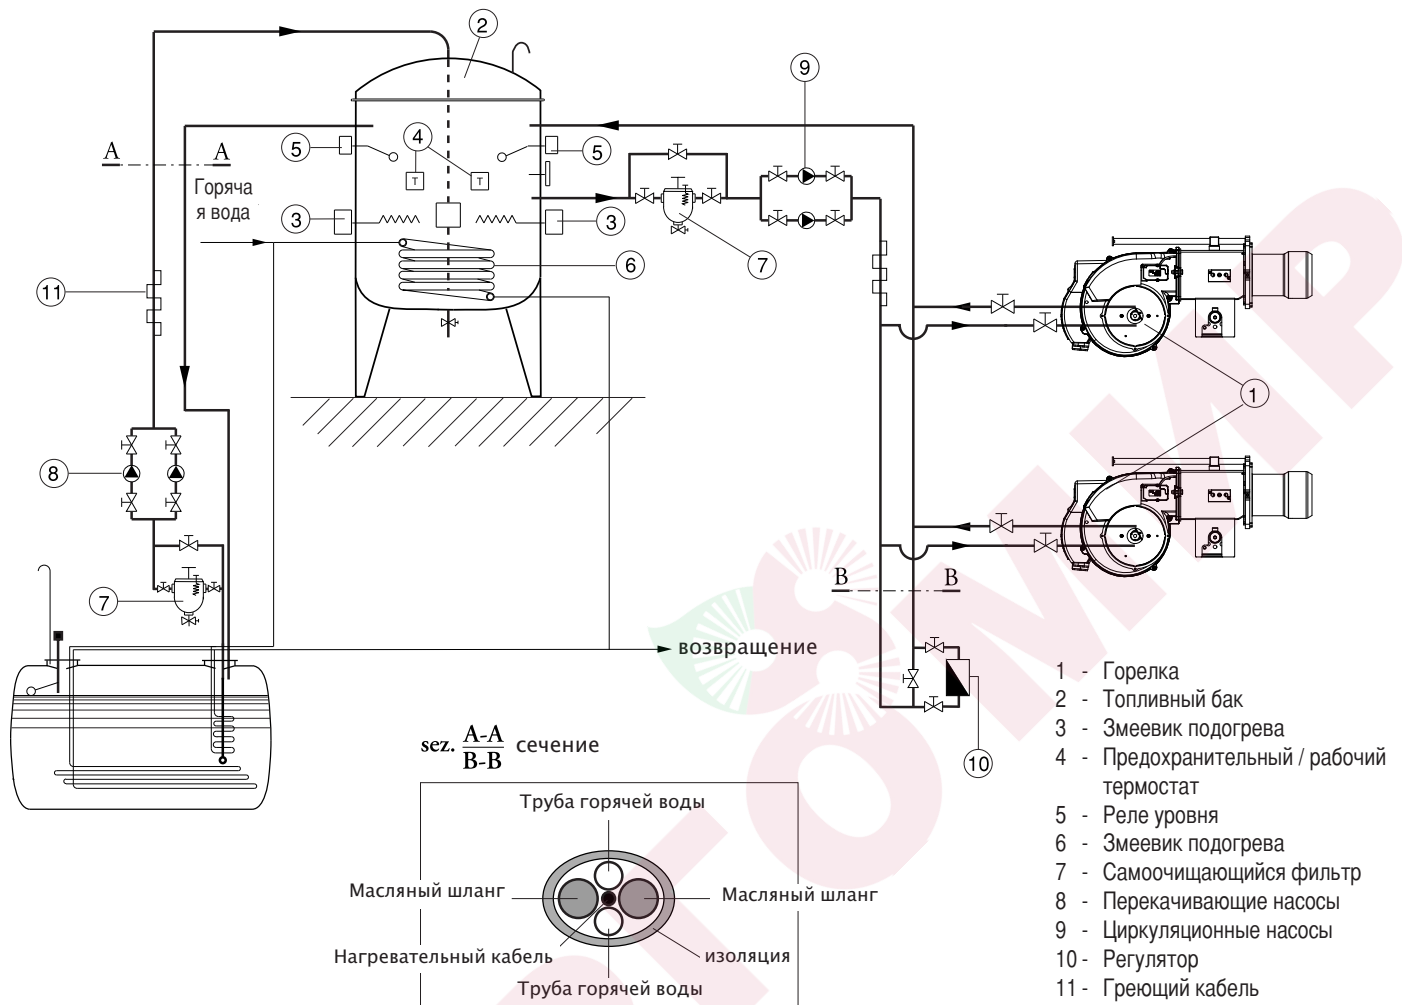 2
9
A
A
5
4
5
T
T
Горяча
я вода
3
3
6
7
11
1
8
7
B
B
возвращение
10
sez. A-A
B-B
сечение
Труба горячей воды
Масляный шланг
Масляный шланг
Нагревательный кабель
изоляция
Труба горячей воды
1 - Горелка
2 - Топливный бак
3 - Змеевик подогрева
4 - Предохранительный / рабочий
термостат
5 - Реле уровня
6 - Змеевик подогрева
7 - Самоочищающийся фильтр
8 - Перекачивающие насосы
9 - Циркуляционные насосы
10 - Регулятор
11 - Греющий кабель